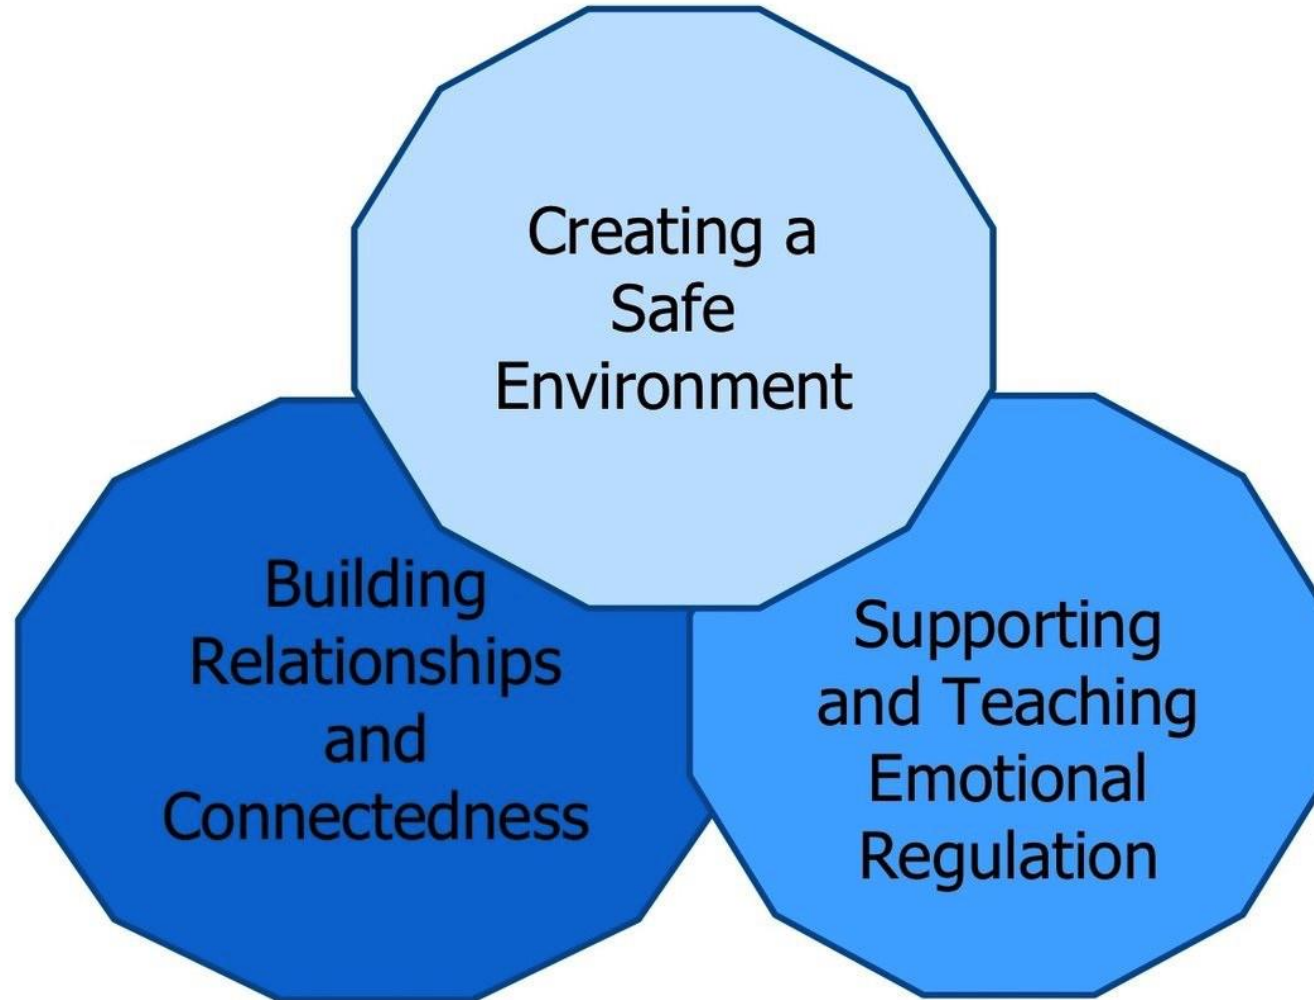 Creating a
Safe
Environment
Building
Relationships
and
Connectedness
Supporting
and Teaching
Emotional
Regulation